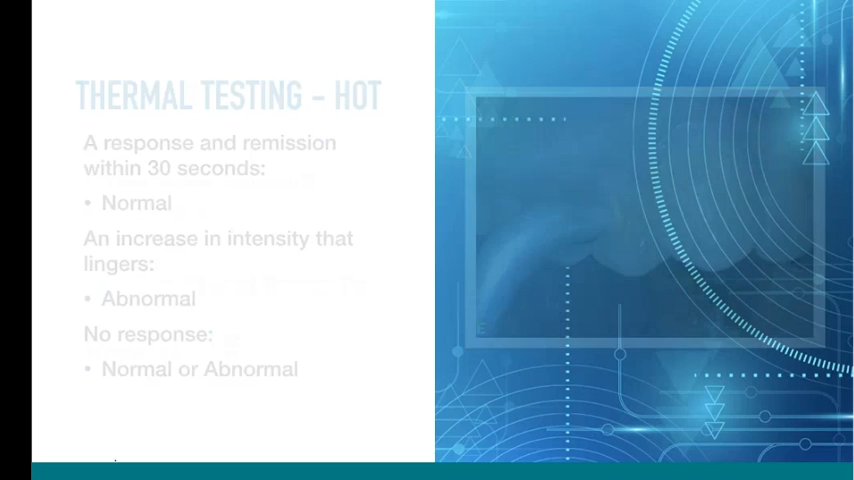 THERMAL TESTING - HOT
A response and remission
within 30 seconds:
• Normal
An increase in intensity that
lingers:
• Abnormal
No response:
• Normal or Abnormal